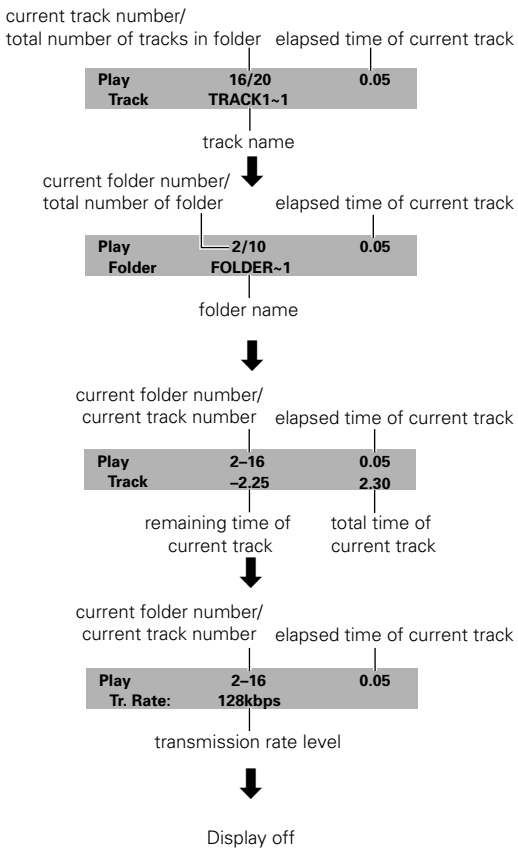 current track number/
total number of tracks in folder elapsed time of current track
Play 16/20 0.05
Track TRACK1~1
track name
current folder number/
total number of folder elapsed time of current track
Play 2/10 0.05
Folder FOLDER~1
folder name
current folder number/
current track number elapsed time of current track
Play 2–16 0.05
Track –2.25 2.30
remaining time of total time of
current track current track
current folder number/
current track number elapsed time of current track
Play 2–16 0.05
Tr. Rate: 128kbps
transmission rate level
Display off